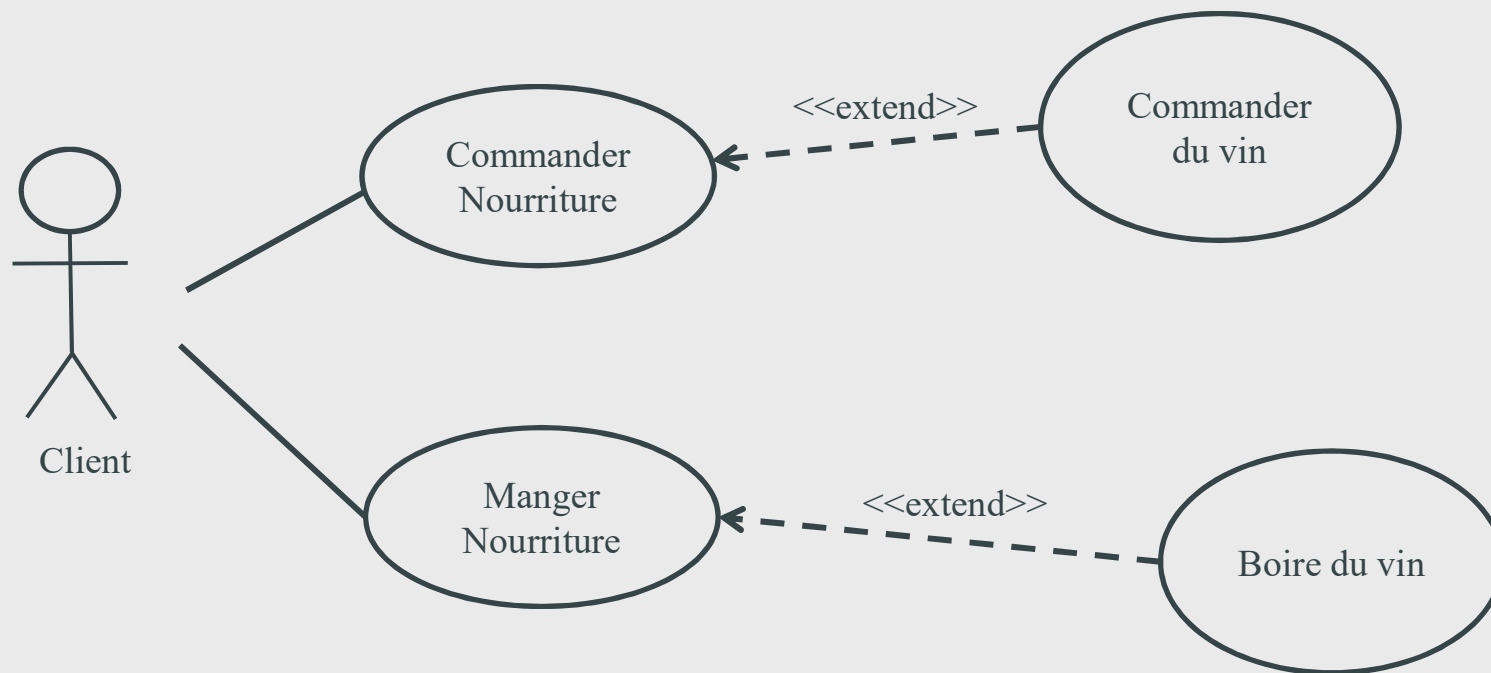 <<extend>>
Commander
du vin
Commander
Nourriture
Client
Manger
Nourriture
<<extend>>
Boire du vin